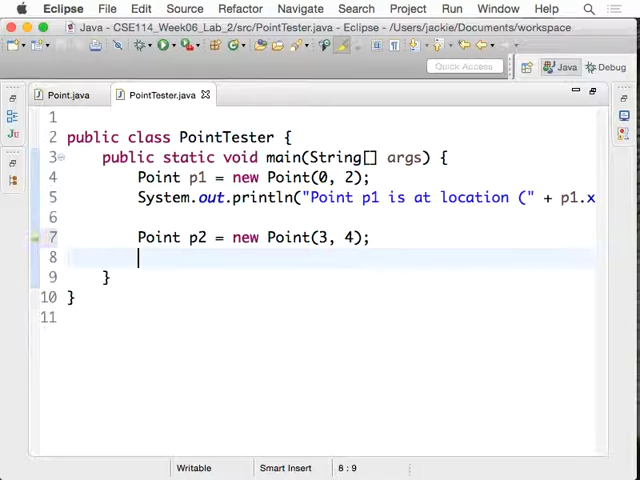 Eclipse File Edit Source Refactor Navigate Search Project Run Window Help
Java - CSE114_Week06_Lab_2/src/PointTester.java - Eclipse - /Users/jackie/Documents/workspace
Quick Access Java Debug
Point.java PointTester.java
1
2 public class PointTester {
3 public static void main(String[] args) {
4 Point p1 = new Point(0, 2);
5 System.out.println("Point p1 is at location (" + p1.x
6
7 Point p2 = new Point(3, 4);
8
9 }
10 }
11
Writable Smart Insert 8 : 9